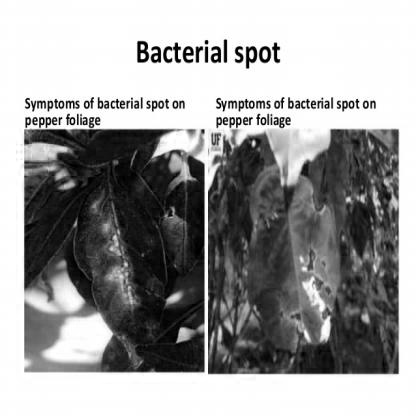 Bacterial spot
Symptoms of bacterial spot on
pepper foliage
Symptoms of bacterial spot on
pepper foliage
UF